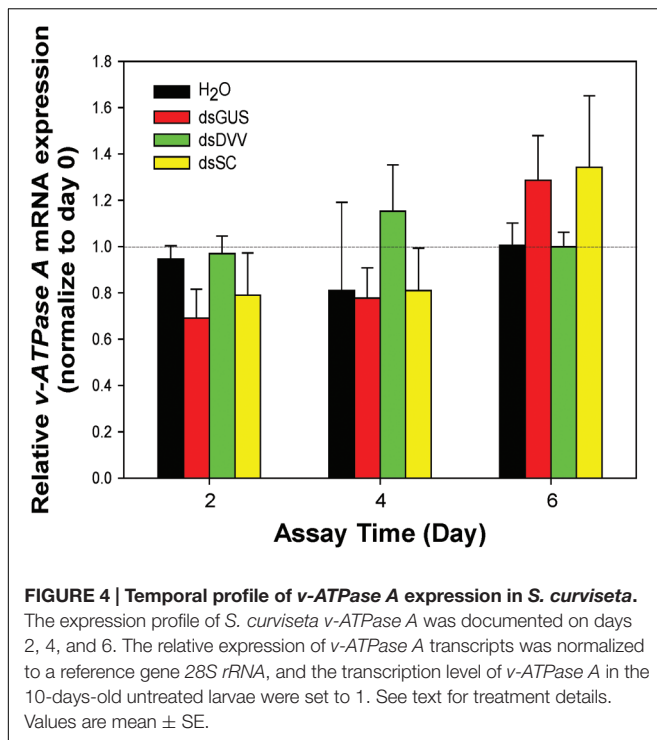 Relative v-ATPase A mRNA expression
(normalize to day 0)
1.8
1.6
1.4
1.2
1.0
0.8
0.6
0.4
0.2
0.0
H₂O
dsGUS
dsDVV
dsSC
2
4
6
Assay Time (Day)
FIGURE 4 | Temporal profile of v-ATPase A expression in S. curviseta.
The expression profile of S. curviseta v-ATPase A was documented on days
2, 4, and 6. The relative expression of v-ATPase A transcripts was normalized
to a reference gene 28S rRNA, and the transcription level of v-ATPase A in the
10-days-old untreated larvae were set to 1. See text for treatment details.
Values are mean ± SE.